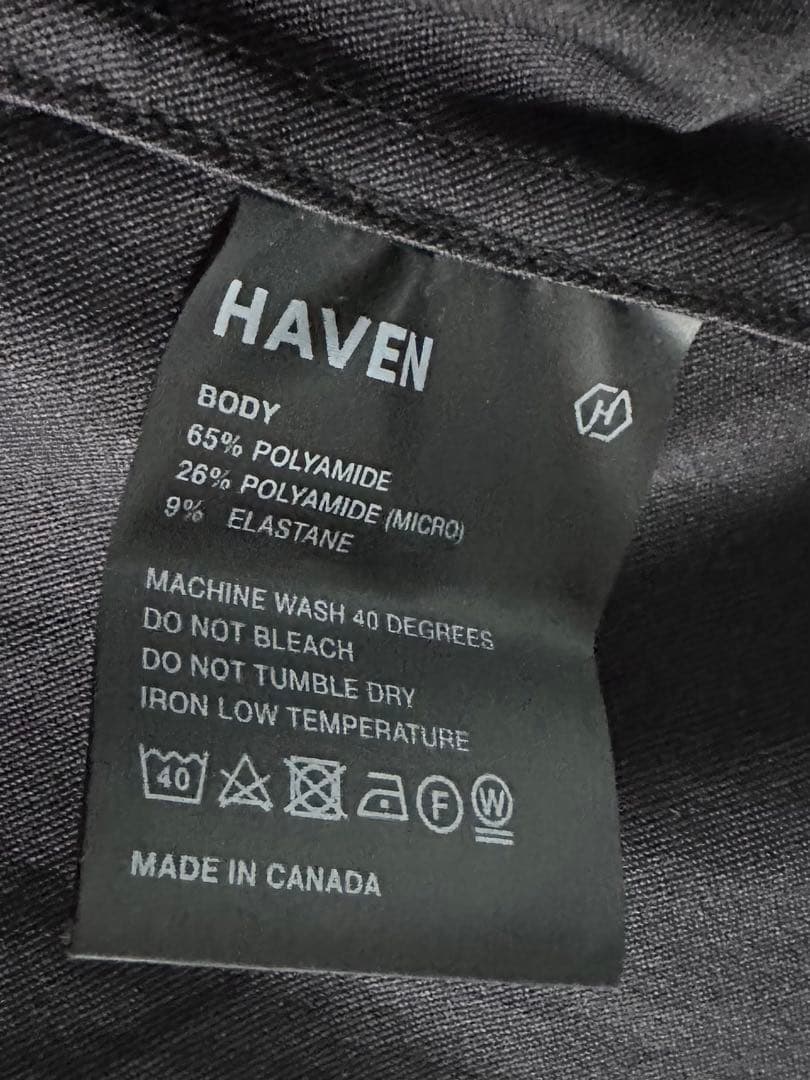 HAVEN
H
BODY
65% POLYAMIDE
26% POLYAMIDE (MICRO)
9% ELASTANE
MACHINE WASH 40 DEGREES
DO NOT BLEACH
DO NOT TUMBLE DRY
IRON LOW TEMPERATURE
40 F W
MADE IN CANADA